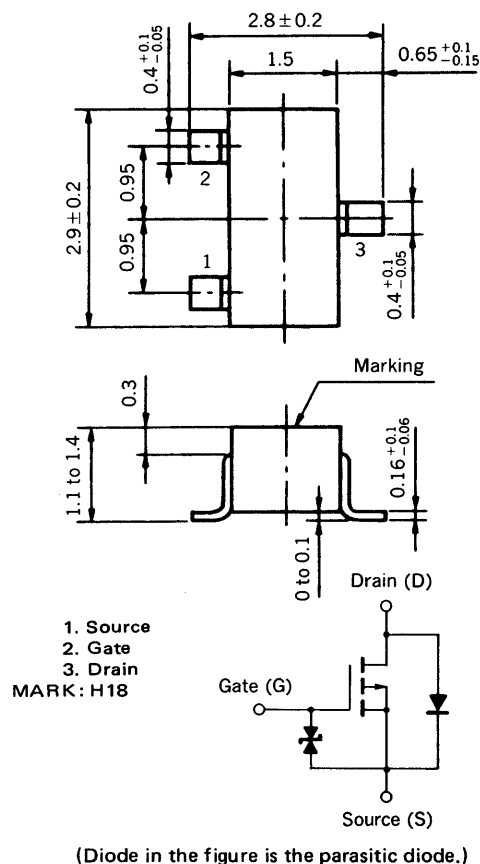 2.8±0.2
1.5
0.65 +0.1 -0.15
0.4 +0.1 -0.05
2.9±0.2
0.95
0.95
2
1
3
0.4 +0.1 -0.05
Marking
0.3
1.1 to 1.4
0.16 +0.1 -0.06
0 to 0.1
1. Source
2. Gate
3. Drain
MARK: H18
Drain (D)
Gate (G)
Source (S)
(Diode in the figure is the parasitic diode.)